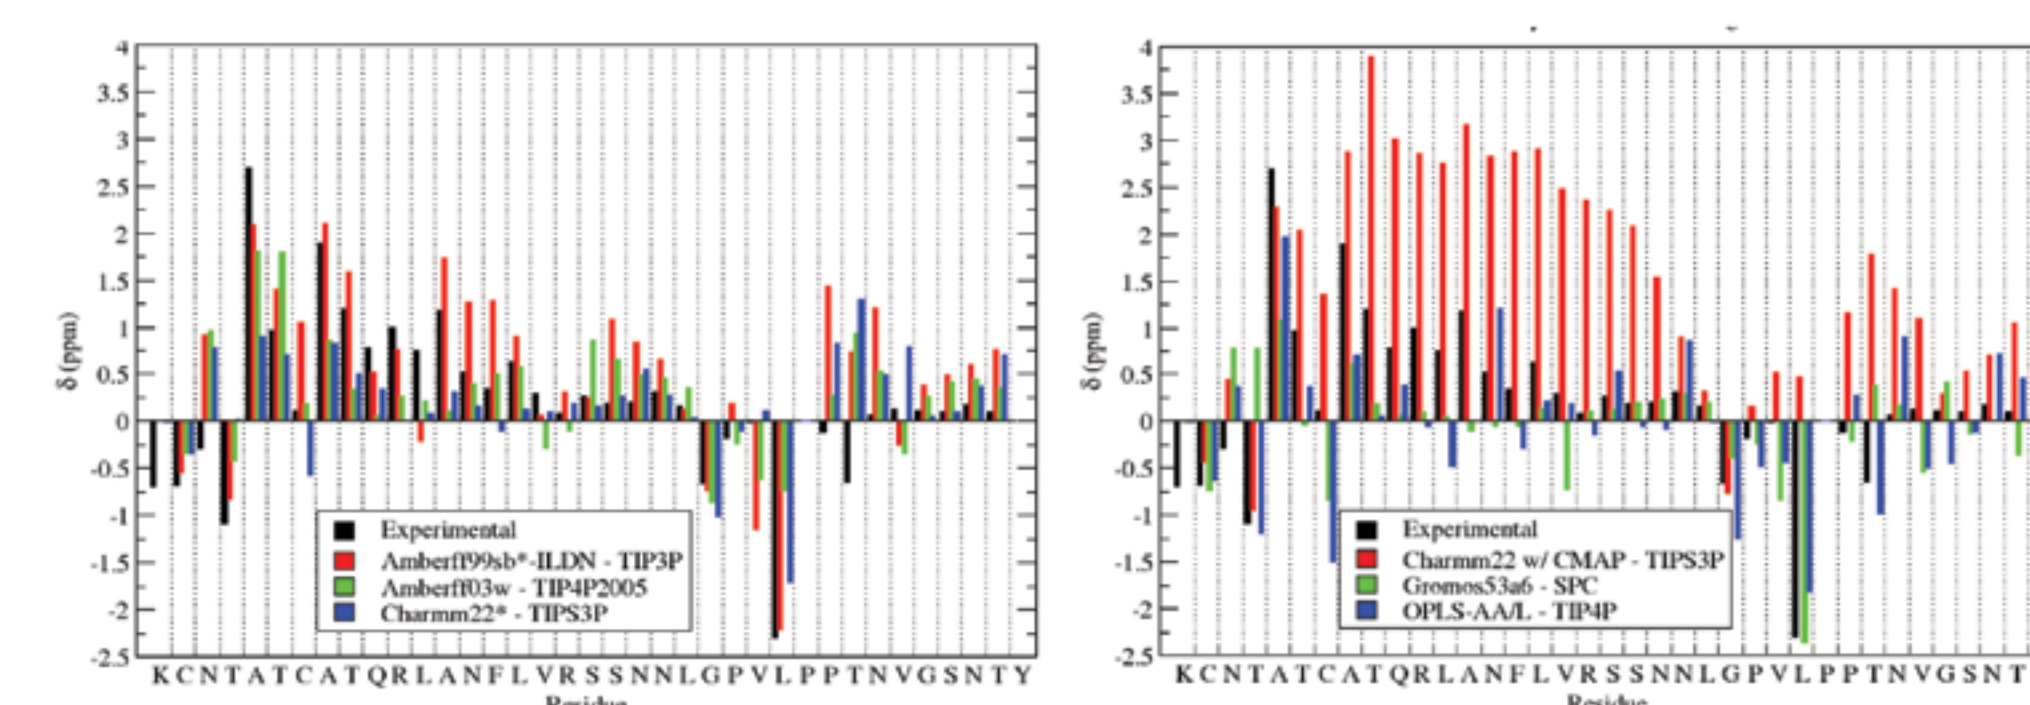 4
3.5
3
2.5
2
1.5
1
0.5
0
-0.5
-1
-1.5
-2
-2.5
δ (ppm)
Experimental
Amberff99sb*-ILDN - TIP3P
Amberff03w - TIP4P2005
Charmm22* - TIPS3P
K C N T A T C A T Q R L A N F L V R S S N N L G P V L P P T N V G S N T Y
Residue
4
3.5
3
2.5
2
1.5
1
0.5
0
-0.5
-1
-1.5
-2
-2.5
δ (ppm)
Experimental
Charmm22 w/ CMAP - TIPS3P
Gromos53a6 - SPC
OPLS-AA/L - TIP4P
K C N T A T C A T Q R L A N F L V R S S N N L G P V L P P T N V G S N T
Residue